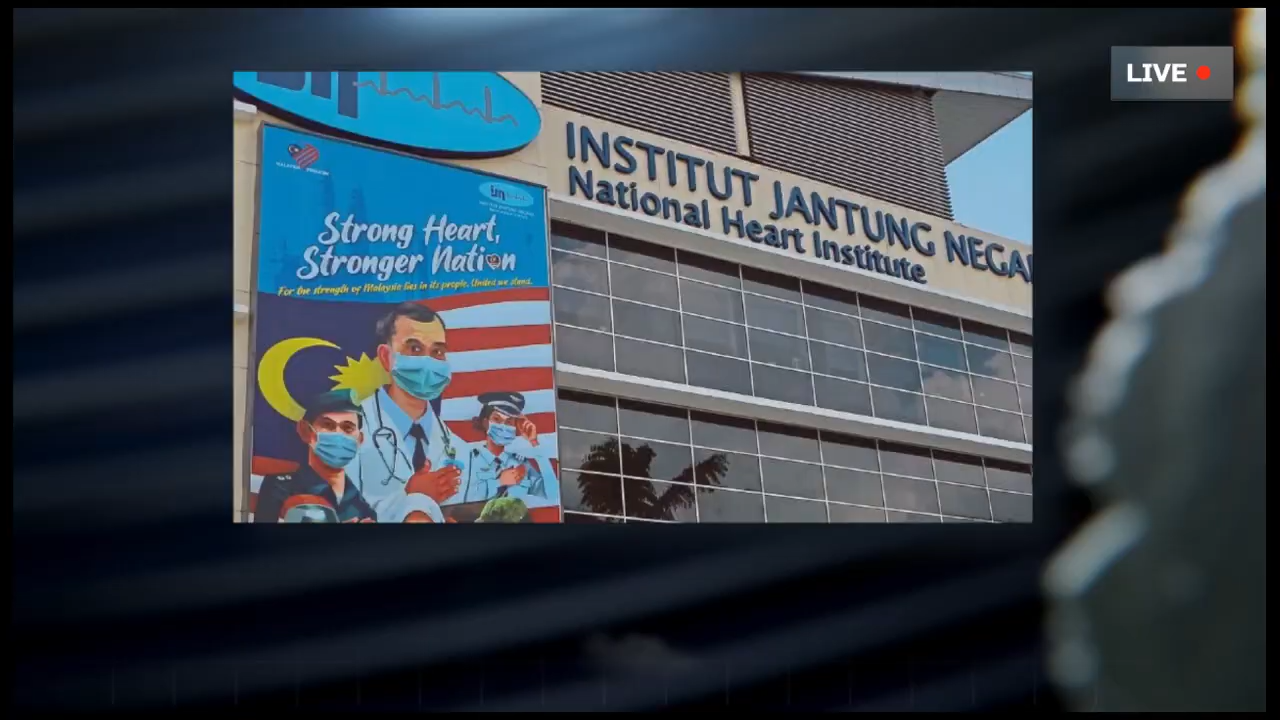 LIVE
INSTITUT JANTUNG NEGA
National Heart Institute
ijn
Strong Heart,
Stronger Nation
For the strength of Malaysia lies in its people. United we stand.